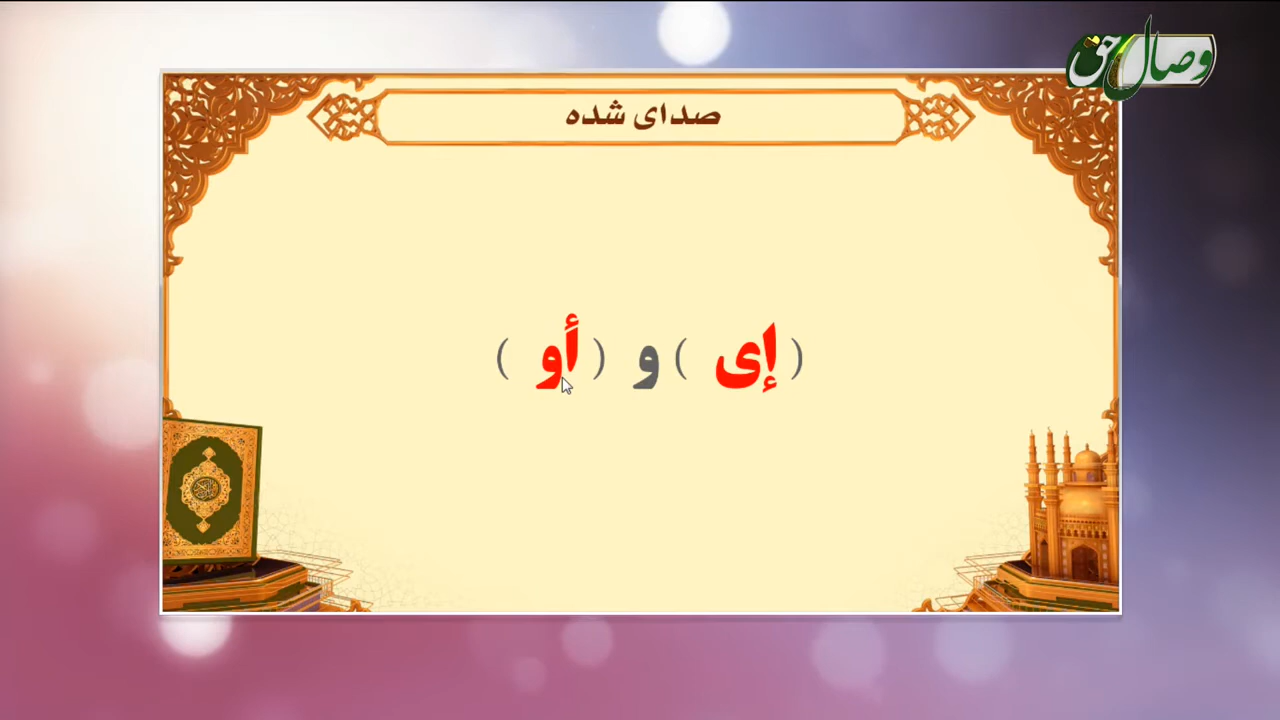 وصال حق
صدای شده
( إی ) و ( أو )